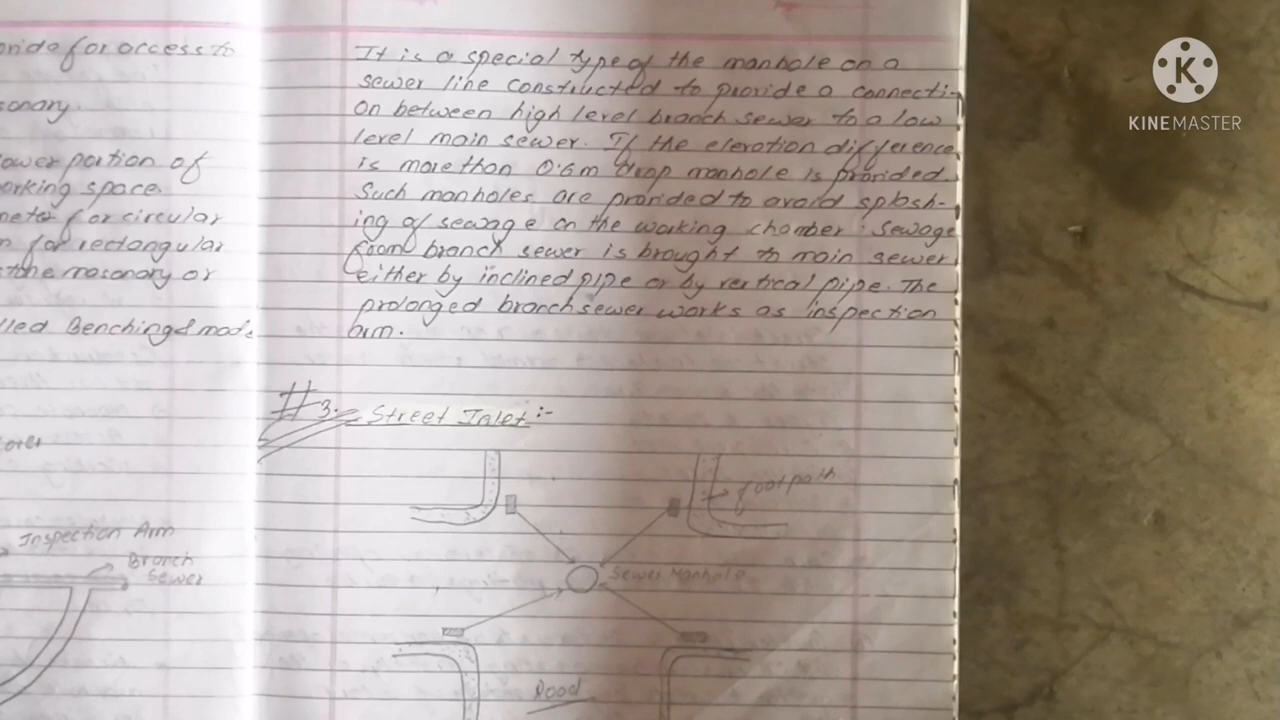 ovide for access to
sonary.
ower portion of
orking space.
meter for circular
n for rectangular
stone masonary or
lled Benching & made
over
Inspection Arm
Branch
Sewer
It is a special type of the manhole on a
sewer line constructed to provide a connecti-
on between high level branch sewer to a low
level main sewer. If the elevation difference
is more than 0.6m drop manhole is provided.
Such manholes are provided to avoid splash-
ing of sewage on the working chamber. Sewage
from branch sewer is brought to main sewer
either by inclined pipe or by vertical pipe. The
prolonged branch sewer works as inspection
arm.
#3. Street Inlet :-
footpath
Sewer Manhole
Road
K
KINEMASTER